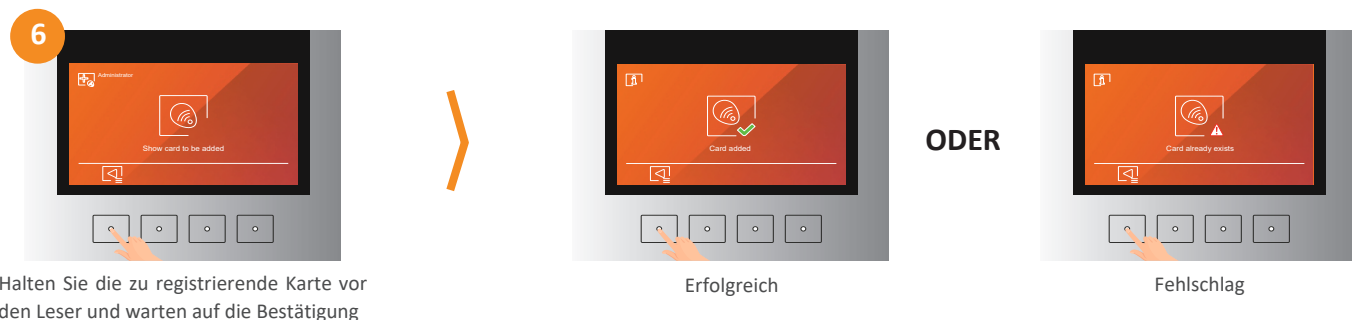 6
Administrator
Show card to be added
Card added
ODER
Card already exists
Halten Sie die zu registrierende Karte vor
den Leser und warten auf die Bestätigung
Erfolgreich
Fehlschlag